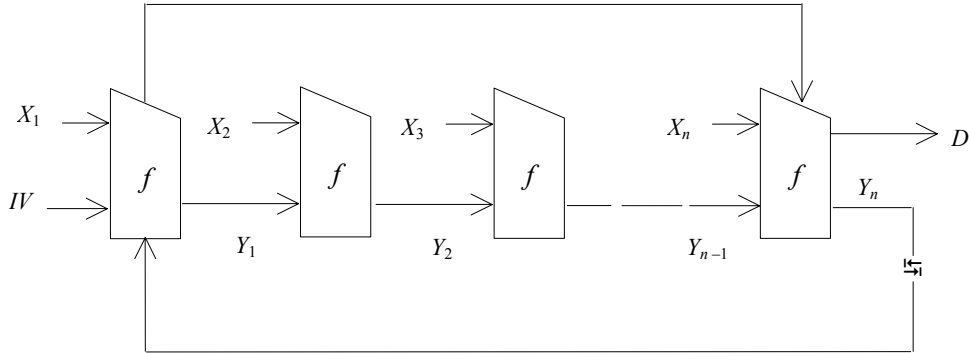 X₁
IV
f
Y₁
X₂
f
Y₂
X₃
f
Yₙ₋₁
Xₙ
f
D
Yₙ